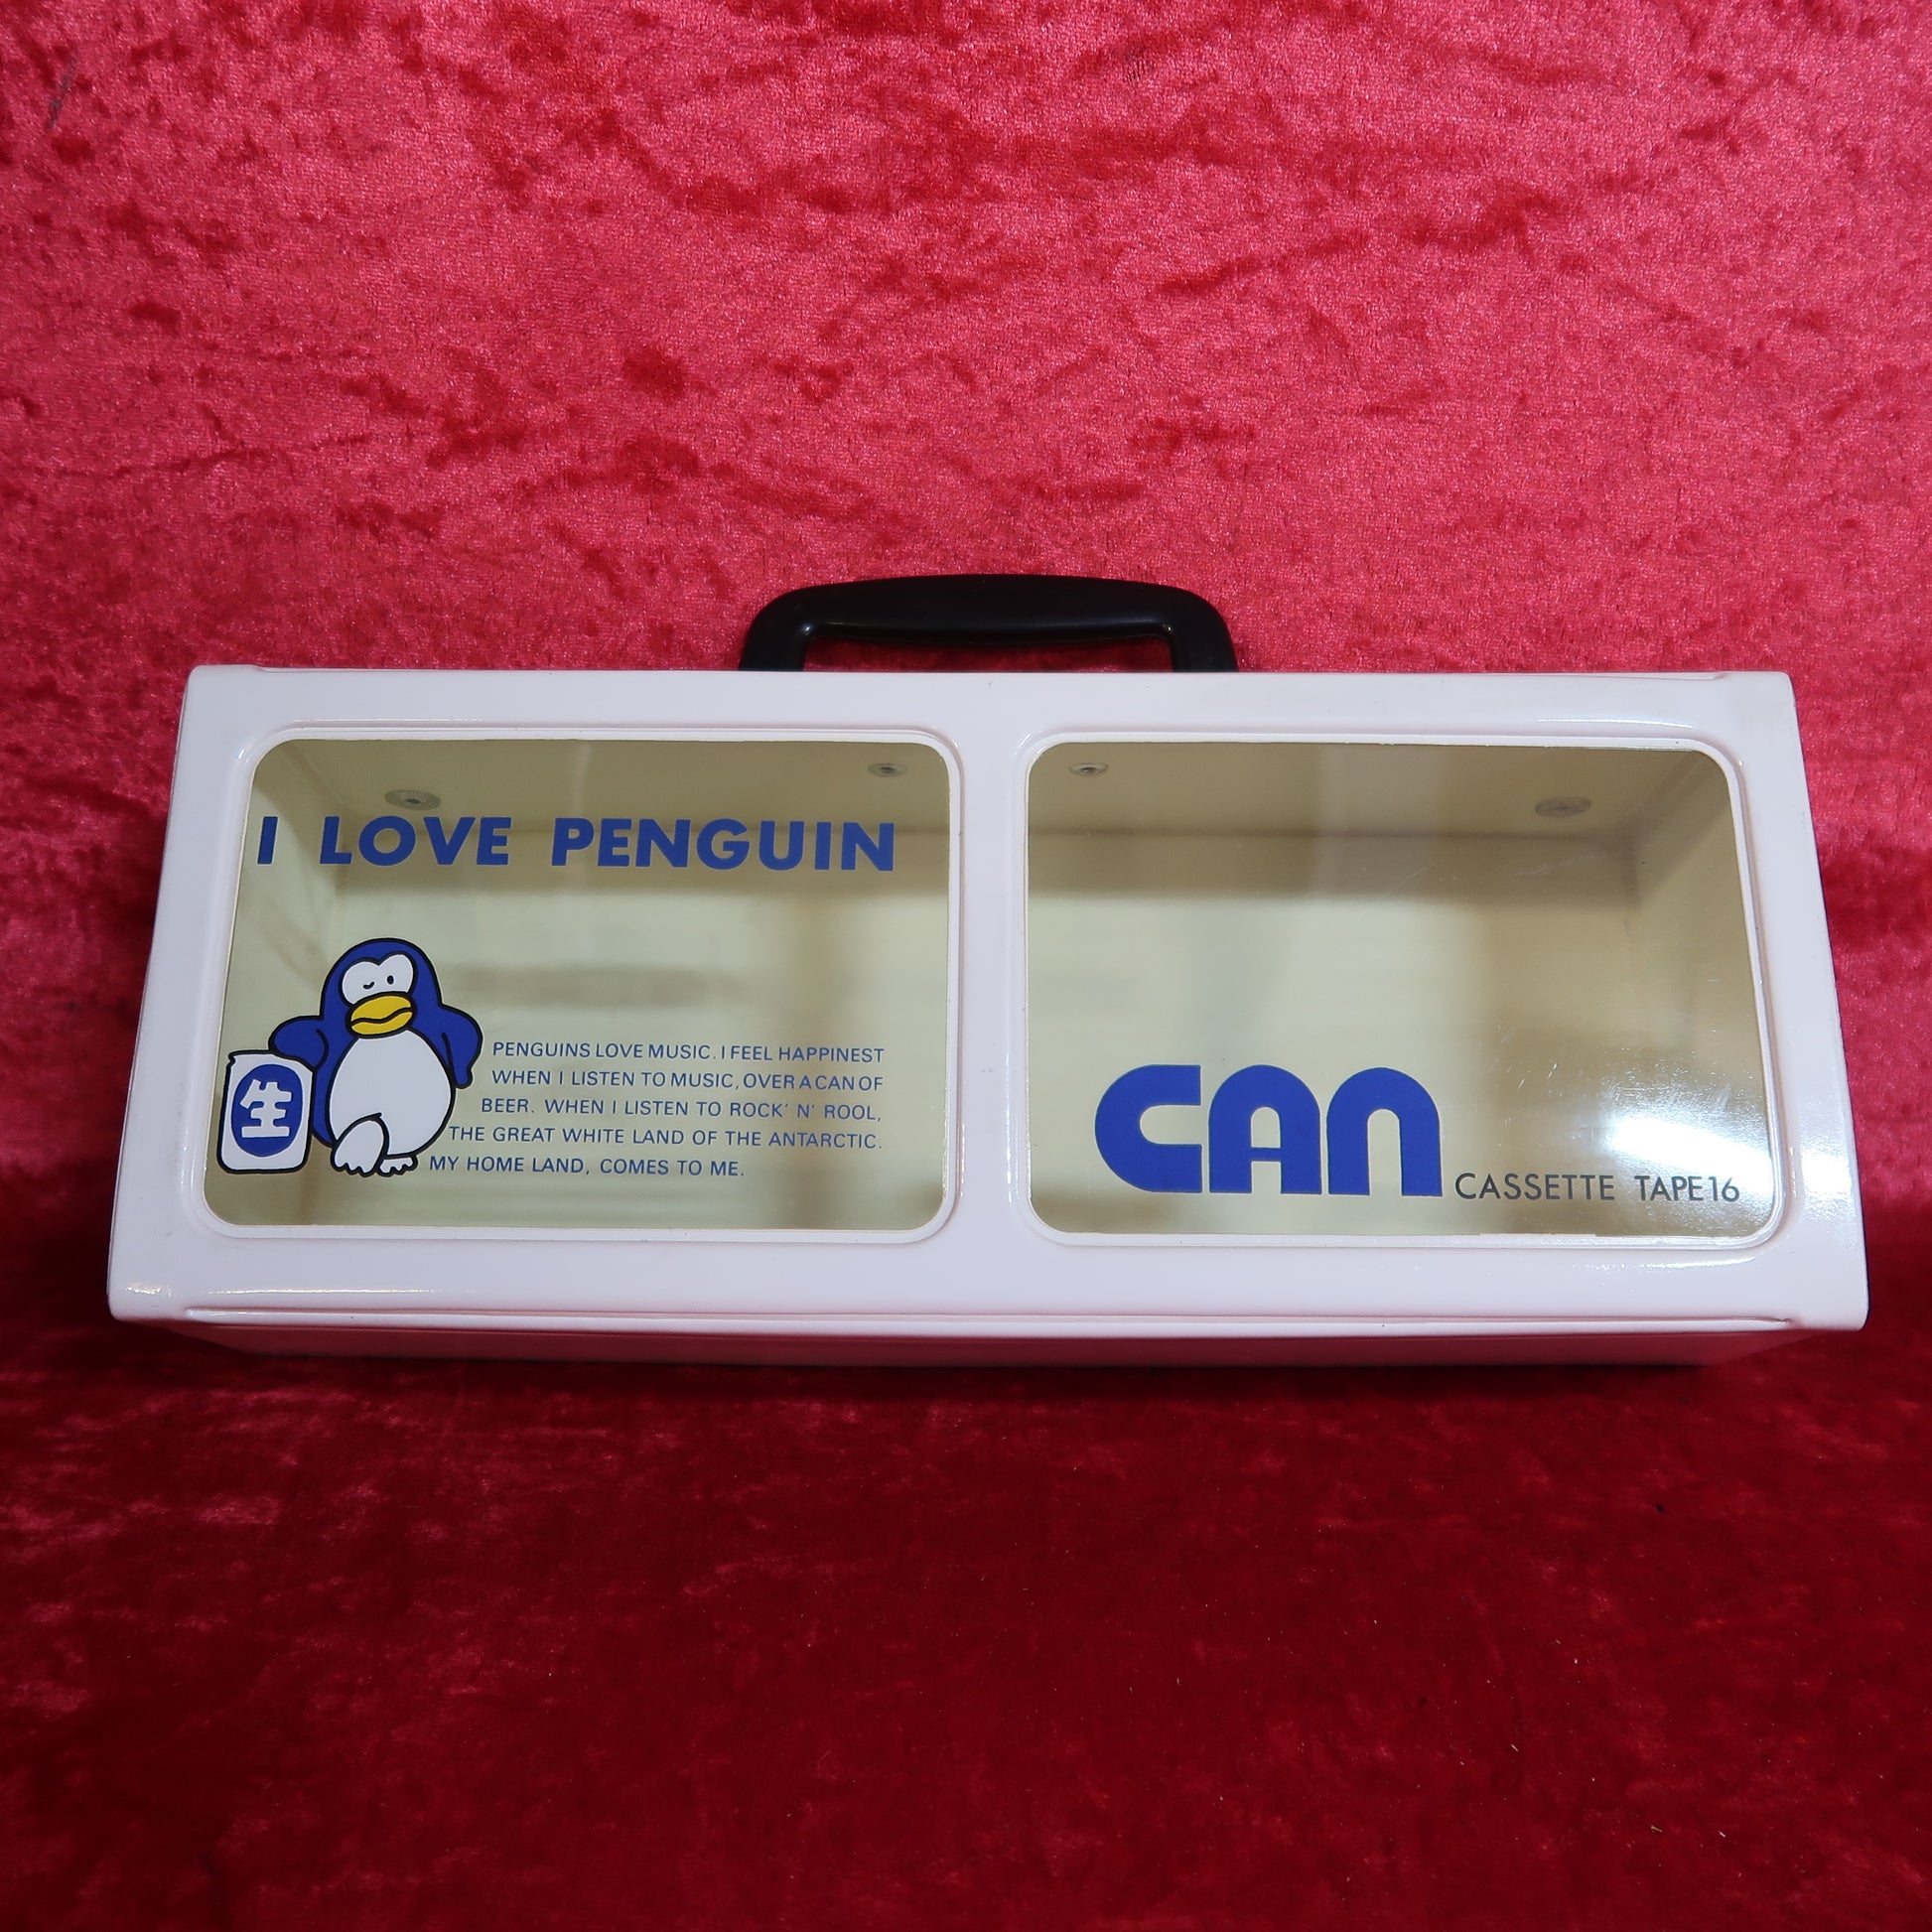 I LOVE PENGUIN
生
PENGUINS LOVE MUSIC. I FEEL HAPPINEST
WHEN I LISTEN TO MUSIC, OVER A CAN OF
BEER. WHEN I LISTEN TO ROCK' N' ROOL,
THE GREAT WHITE LAND OF THE ANTARCTIC.
MY HOME LAND, COMES TO ME.
CAN
CASSETTE TAPE 16